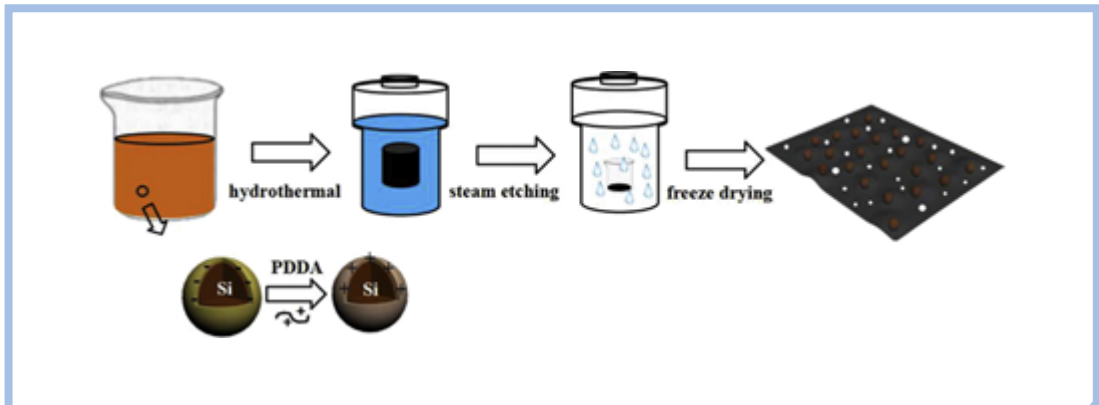 hydrothermal
steam etching
freeze drying
PDDA
Si
Si